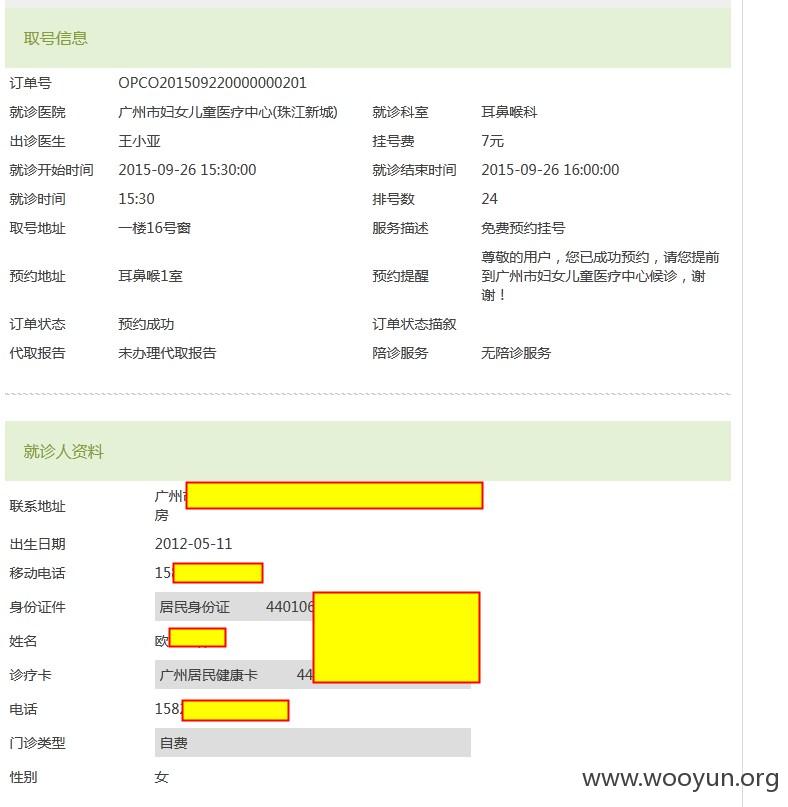 取号信息
订单号 OPCO201509220000000201
就诊医院 广州市妇女儿童医疗中心(珠江新城) 就诊科室 耳鼻喉科
出诊医生 王小亚 挂号费 7元
就诊开始时间 2015-09-26 15:30:00 就诊结束时间 2015-09-26 16:00:00
就诊时间 15:30 排号数 24
取号地址 一楼16号窗 服务描述 免费预约挂号
尊敬的用户，您已成功预约，请您提前
预约地址 耳鼻喉1室 预约提醒 到广州市妇女儿童医疗中心候诊，谢
谢！
订单状态 预约成功 订单状态描叙
代取报告 未办理代取报告 陪诊服务 无陪诊服务
就诊人资料
联系地址 广州市
房
出生日期 2012-05-11
移动电话 15
身份证件 居民身份证 440106
姓名 欧
诊疗卡 广州居民健康卡 44
电话 158
门诊类型 自费
性别 女
www.wooyun.org